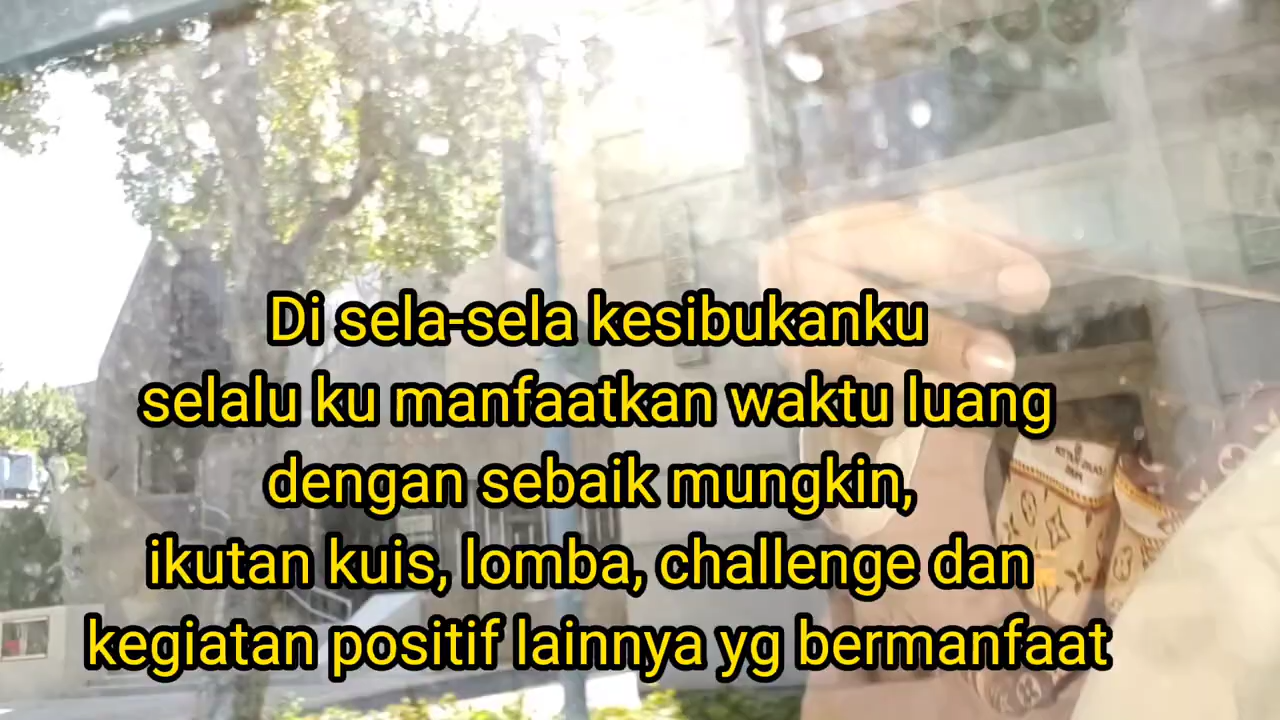 Di sela-sela kesibukanku
selalu ku manfaatkan waktu luang
dengan sebaik mungkin,
ikutan kuis, lomba, challenge dan
kegiatan positif lainnya yg bermanfaat